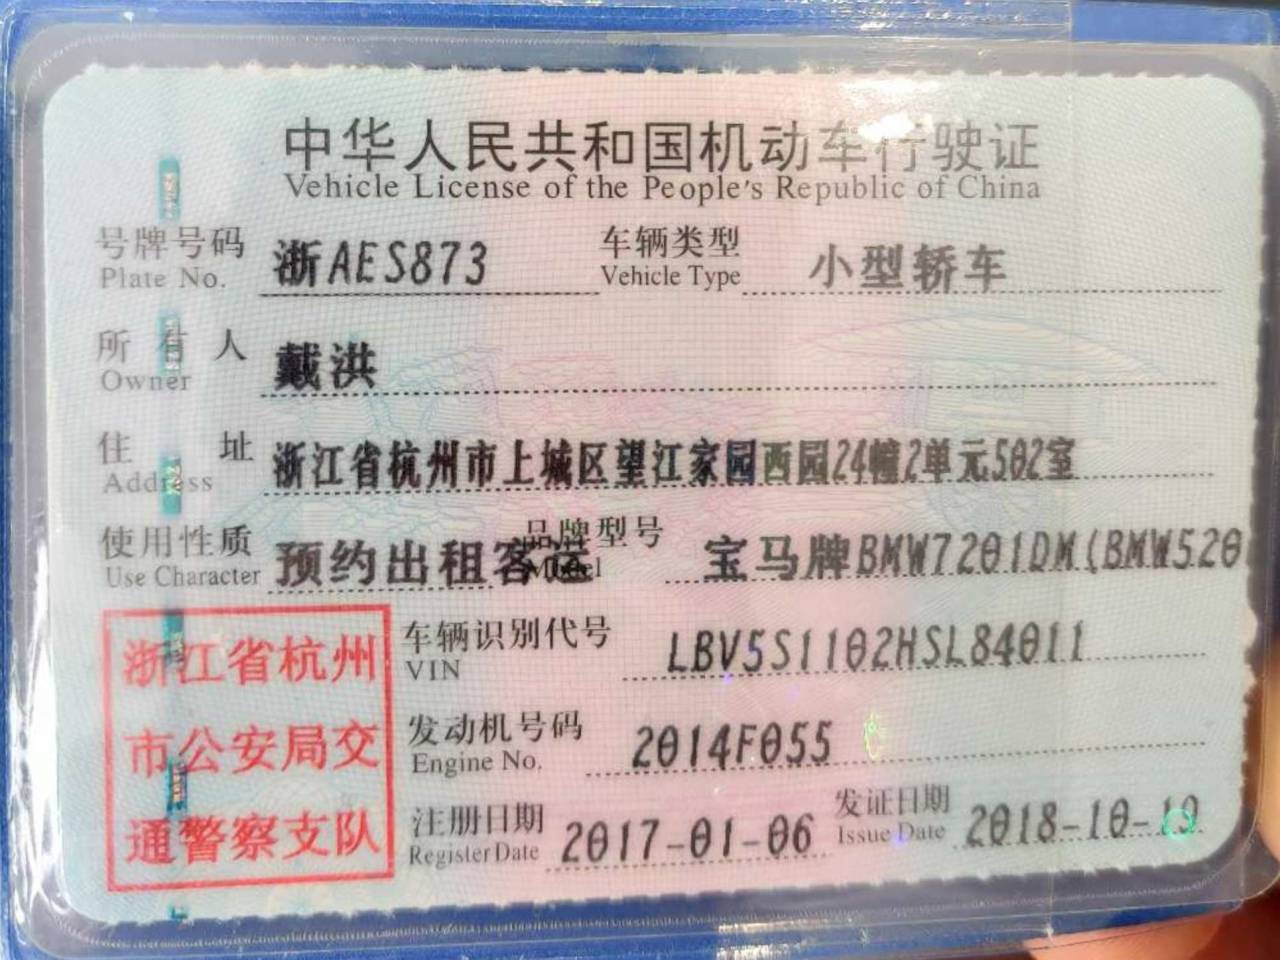 中华人民共和国机动车行驶证
Vehicle License of the People's Republic of China
号牌号码 浙AES873 车辆类型 小型轿车
Plate No. Vehicle Type
所有人 戴洪
Owner
住址 浙江省杭州市上城区望江家园西园24幢2单元502室
Address
使用性质 预约出租客运 品牌型号 宝马牌BMW7201DM(BMW520
Use Character Model
浙江省杭州
市公安局交
通警察支队
车辆识别代号 LBV5S1102HSL84011
VIN
发动机号码 2014F055
Engine No.
注册日期 2017-01-06 发证日期 2018-10-19
Register Date Issue Date